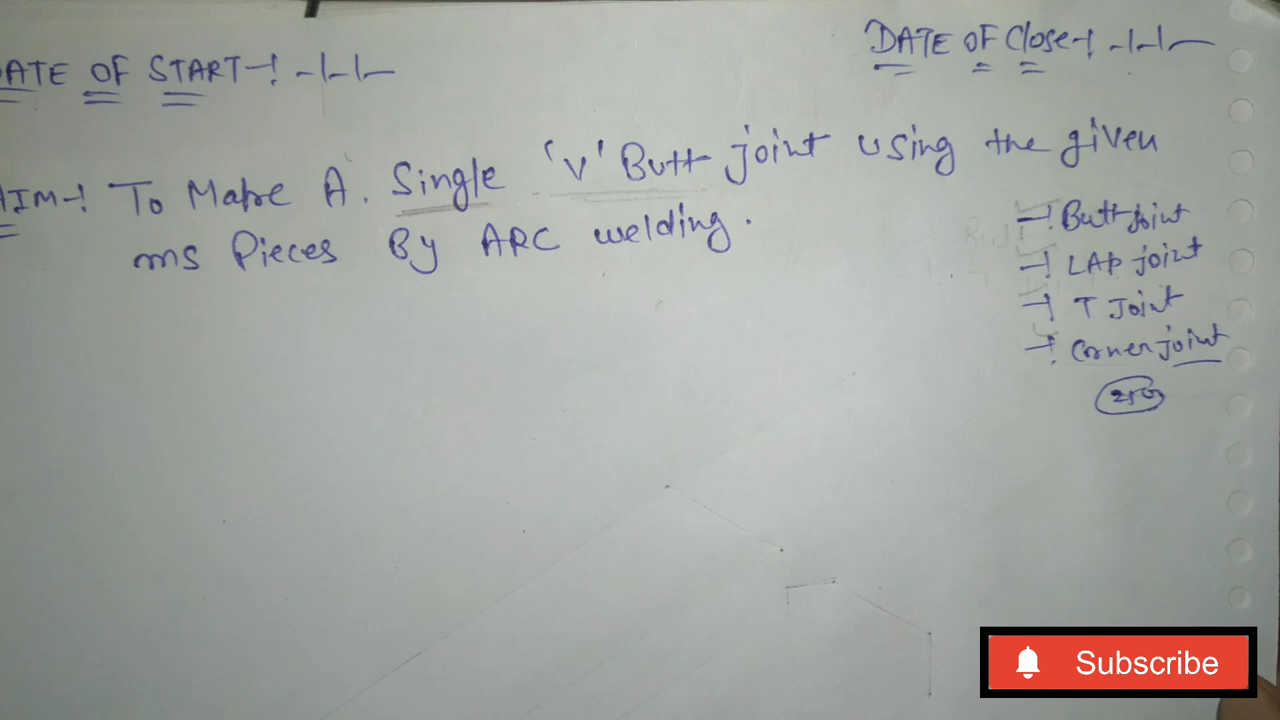 DATE OF START-! -/-/-
DATE OF Close-! -/-/-
AIM-! To Make A. Single 'V' Butt joint using the given
ms Pieces By ARC welding.
-! Butt joint
-! LAP joint
-! T Joint
-! Corner joint
Subscribe